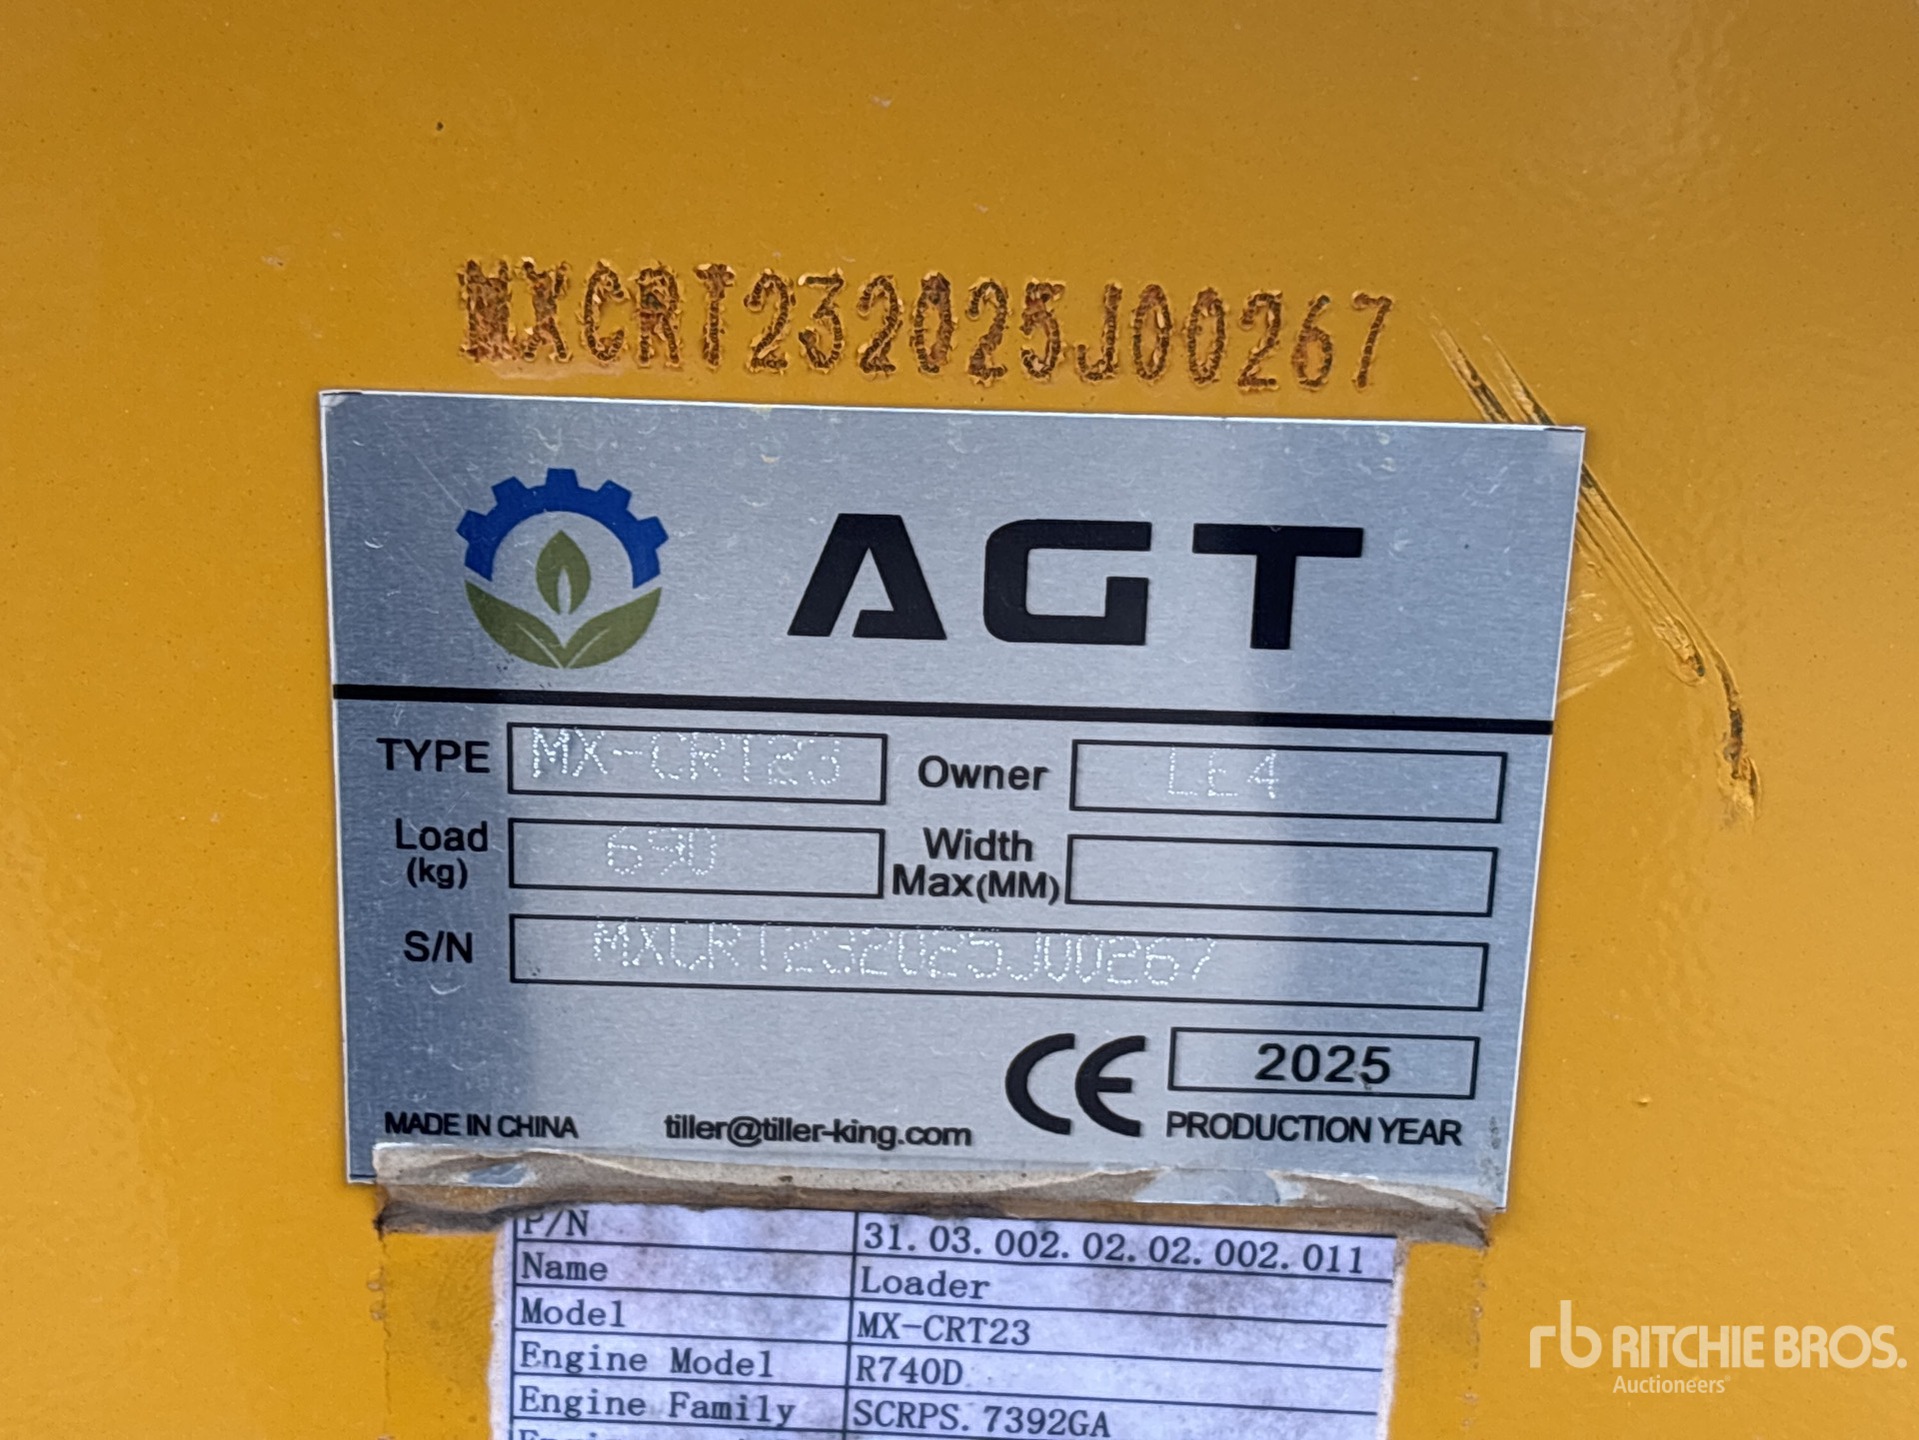 MXCRT232025J00267
AGT
TYPE MX-CRT23 Owner LE4
Load (kg) 690 Width Max(MM)
S/N MXCRT232025J00267
CE 2025
MADE IN CHINA tiller@tiller-king.com PRODUCTION YEAR
P/N 31.03.002.02.02.002.011
Name Loader
Model MX-CRT23
Engine Model R740D
Engine Family SCRPS.7392GA
rb RITCHIE BROS.
Auctioneers